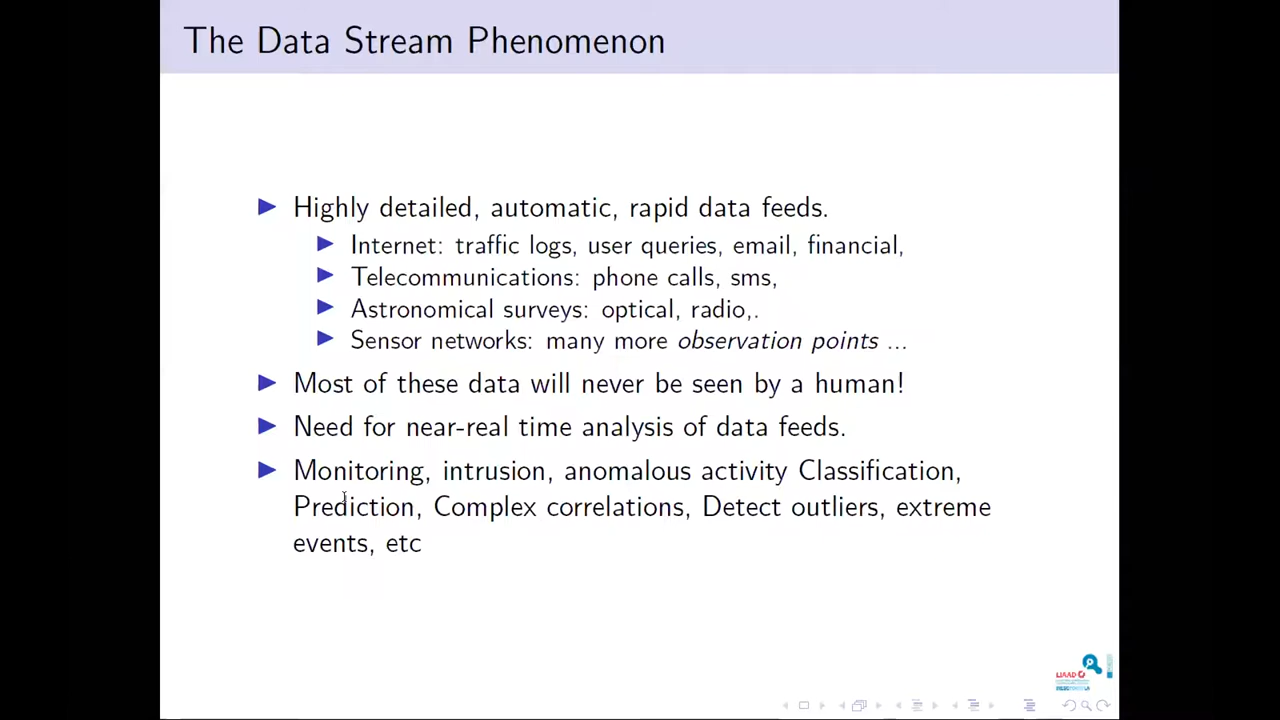 The Data Stream Phenomenon
Highly detailed, automatic, rapid data feeds.
Internet: traffic logs, user queries, email, financial,
Telecommunications: phone calls, sms,
Astronomical surveys: optical, radio,.
Sensor networks: many more observation points ...
Most of these data will never be seen by a human!
Need for near-real time analysis of data feeds.
Monitoring, intrusion, anomalous activity Classification,
Prediction, Complex correlations, Detect outliers, extreme
events, etc
LIAAD